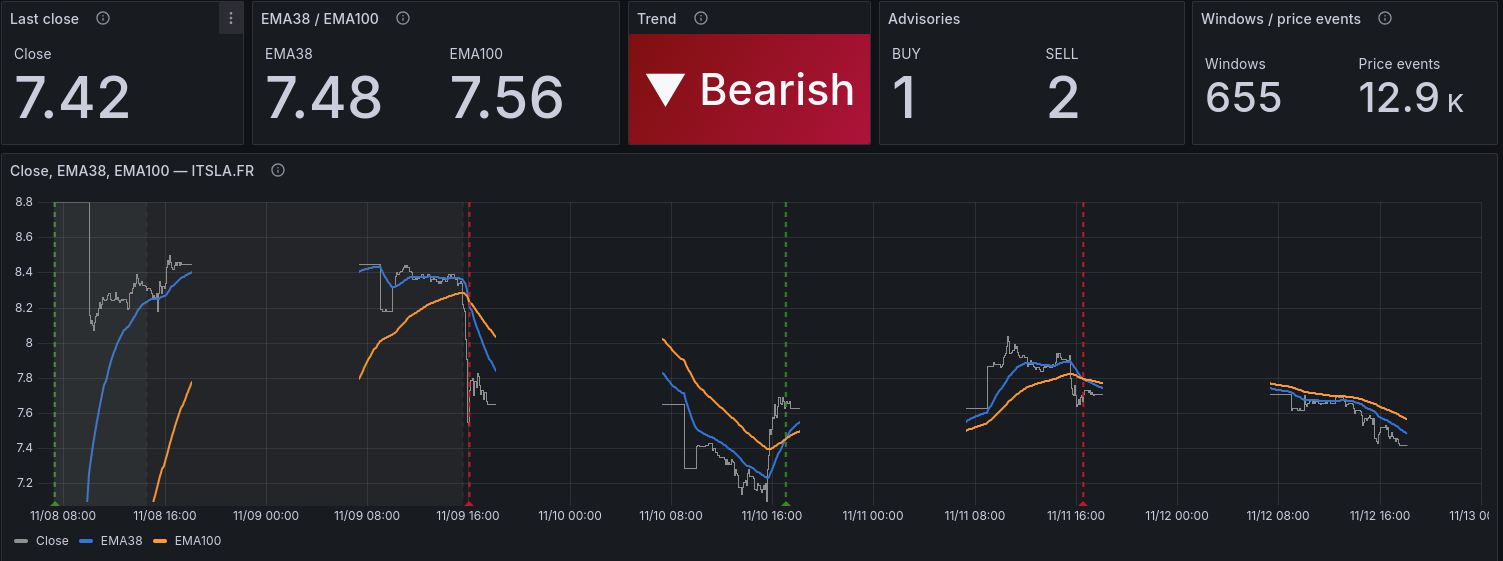 Last close
EMA38 / EMA100
Trend
Advisories
Windows / price events
Close
7.42
EMA38
7.48
EMA100
7.56
▼ Bearish
BUY
1
SELL
2
Windows
655
Price events
12.9 K
Close, EMA38, EMA100 — ITSLA.FR
8.8
8.6
8.4
8.2
8
7.8
7.6
7.4
7.2
11/08 08:00
11/08 16:00
11/09 00:00
11/09 08:00
11/09 16:00
11/10 00:00
11/10 08:00
11/10 16:00
11/11 00:00
11/11 08:00
11/11 16:00
11/12 00:00
11/12 08:00
11/12 16:00
11/13 0
Close
EMA38
EMA100